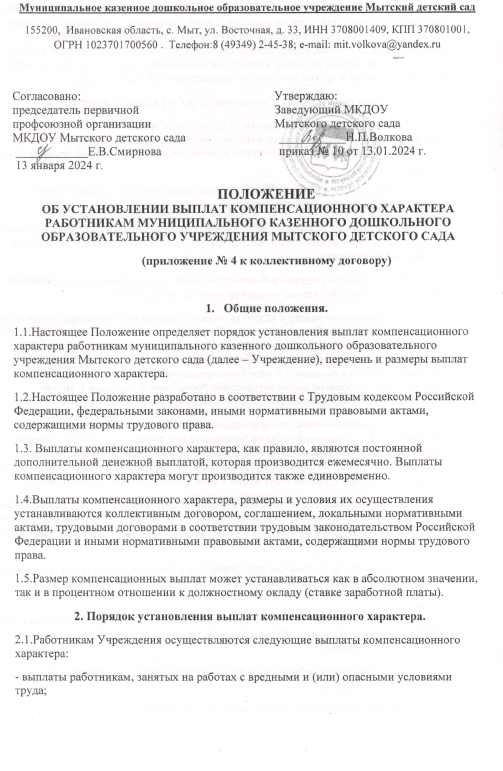 Муниципальное казенное дошкольное образовательное учреждение Мытский детский сад
155200, Ивановская область, с. Мыт, ул. Восточная, д. 33, ИНН 3708001409, КПП 370801001,
ОГРН 1023701700560 . Телефон:8 (49349) 2-45-38; e-mail: mit.volkova@yandex.ru
Согласовано:
председатель первичной
профсоюзной организации
МКДОУ Мытского детского сада
____________Е.В.Смирнова
13 января 2024 г.
Утверждаю:
Заведующий МКДОУ
Мытского детского сада
____________Н.П.Волкова
приказ № 10 от 13.01.2024 г.
ПОЛОЖЕНИЕ
ОБ УСТАНОВЛЕНИИ ВЫПЛАТ КОМПЕНСАЦИОННОГО ХАРАКТЕРА
РАБОТНИКАМ МУНИЦИПАЛЬНОГО КАЗЕННОГО ДОШКОЛЬНОГО
ОБРАЗОВАТЕЛЬНОГО УЧРЕЖДЕНИЯ МЫТСКОГО ДЕТСКОГО САДА
(приложение № 4 к коллективному договору)
1. Общие положения.
1.1.Настоящее Положение определяет порядок установления выплат компенсационного
характера работникам муниципального казенного дошкольного образовательного
учреждения Мытского детского сада (далее – Учреждение), перечень и размеры выплат
компенсационного характера.
1.2.Настоящее Положение разработано в соответствии с Трудовым кодексом Российской
Федерации, федеральными законами, иными нормативными правовыми актами,
содержащими нормы трудового права.
1.3. Выплаты компенсационного характера, как правило, являются постоянной
дополнительной денежной выплатой, которая производится ежемесячно. Выплаты
компенсационного характера могут производится также единовременно.
1.4.Выплаты компенсационного характера, размеры и условия их осуществления
устанавливаются коллективным договором, соглашением, локальными нормативными
актами, трудовыми договорами в соответствии трудовым законодательством Российской
Федерации и иными нормативными правовыми актами, содержащими нормы трудового
права.
1.5.Размер компенсационных выплат может устанавливаться как в абсолютном значении,
так и в процентном отношении к должностному окладу (ставке заработной платы).
2. Порядок установления выплат компенсационного характера.
2.1.Работникам Учреждения осуществляются следующие выплаты компенсационного
характера:
- выплаты работникам, занятых на работах с вредными и (или) опасными условиями
труда;